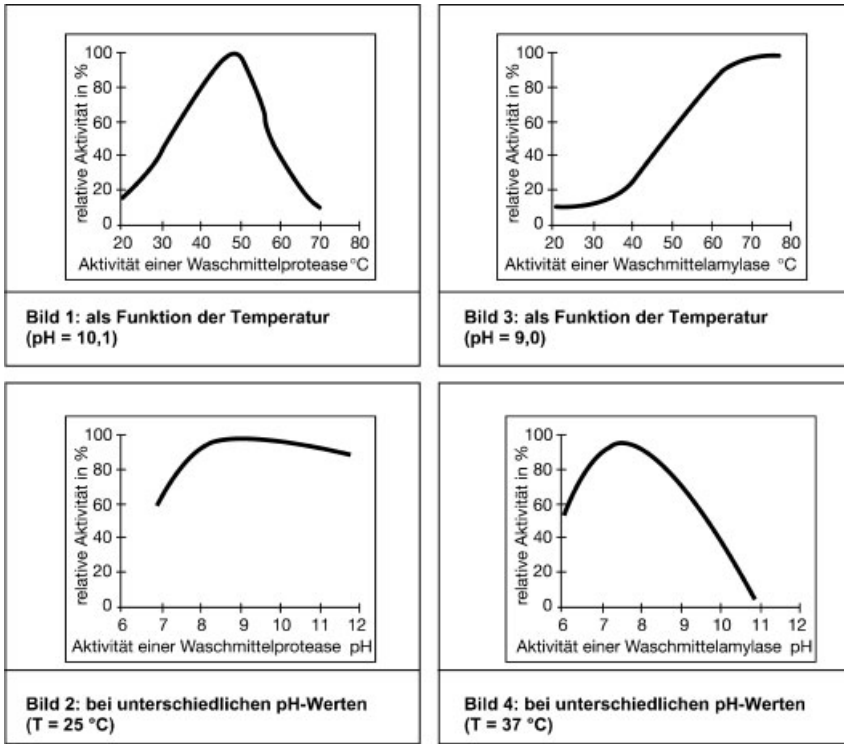 relative Aktivität in %
100
80
60
40
20
0
20 30 40 50 60 70 80
Aktivität einer Waschmittelprotease °C
Bild 1: als Funktion der Temperatur
(pH = 10,1)
relative Aktivität in %
100
80
60
40
20
0
20 30 40 50 60 70 80
Aktivität einer Waschmittelamylase °C
Bild 3: als Funktion der Temperatur
(pH = 9,0)
relative Aktivität in %
100
80
60
40
20
0
6 7 8 9 10 11 12
Aktivität einer Waschmittelprotease pH
Bild 2: bei unterschiedlichen pH-Werten
(T = 25 °C)
relative Aktivität in %
100
80
60
40
20
0
6 7 8 9 10 11 12
Aktivität einer Waschmittelamylase pH
Bild 4: bei unterschiedlichen pH-Werten
(T = 37 °C)